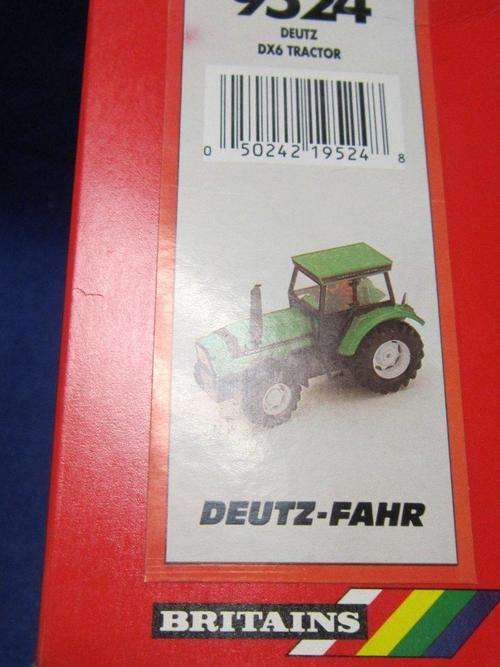 9524
DEUTZ
DX6 TRACTOR
0 50242 19524 8
DEUTZ-FAHR
BRITAINS